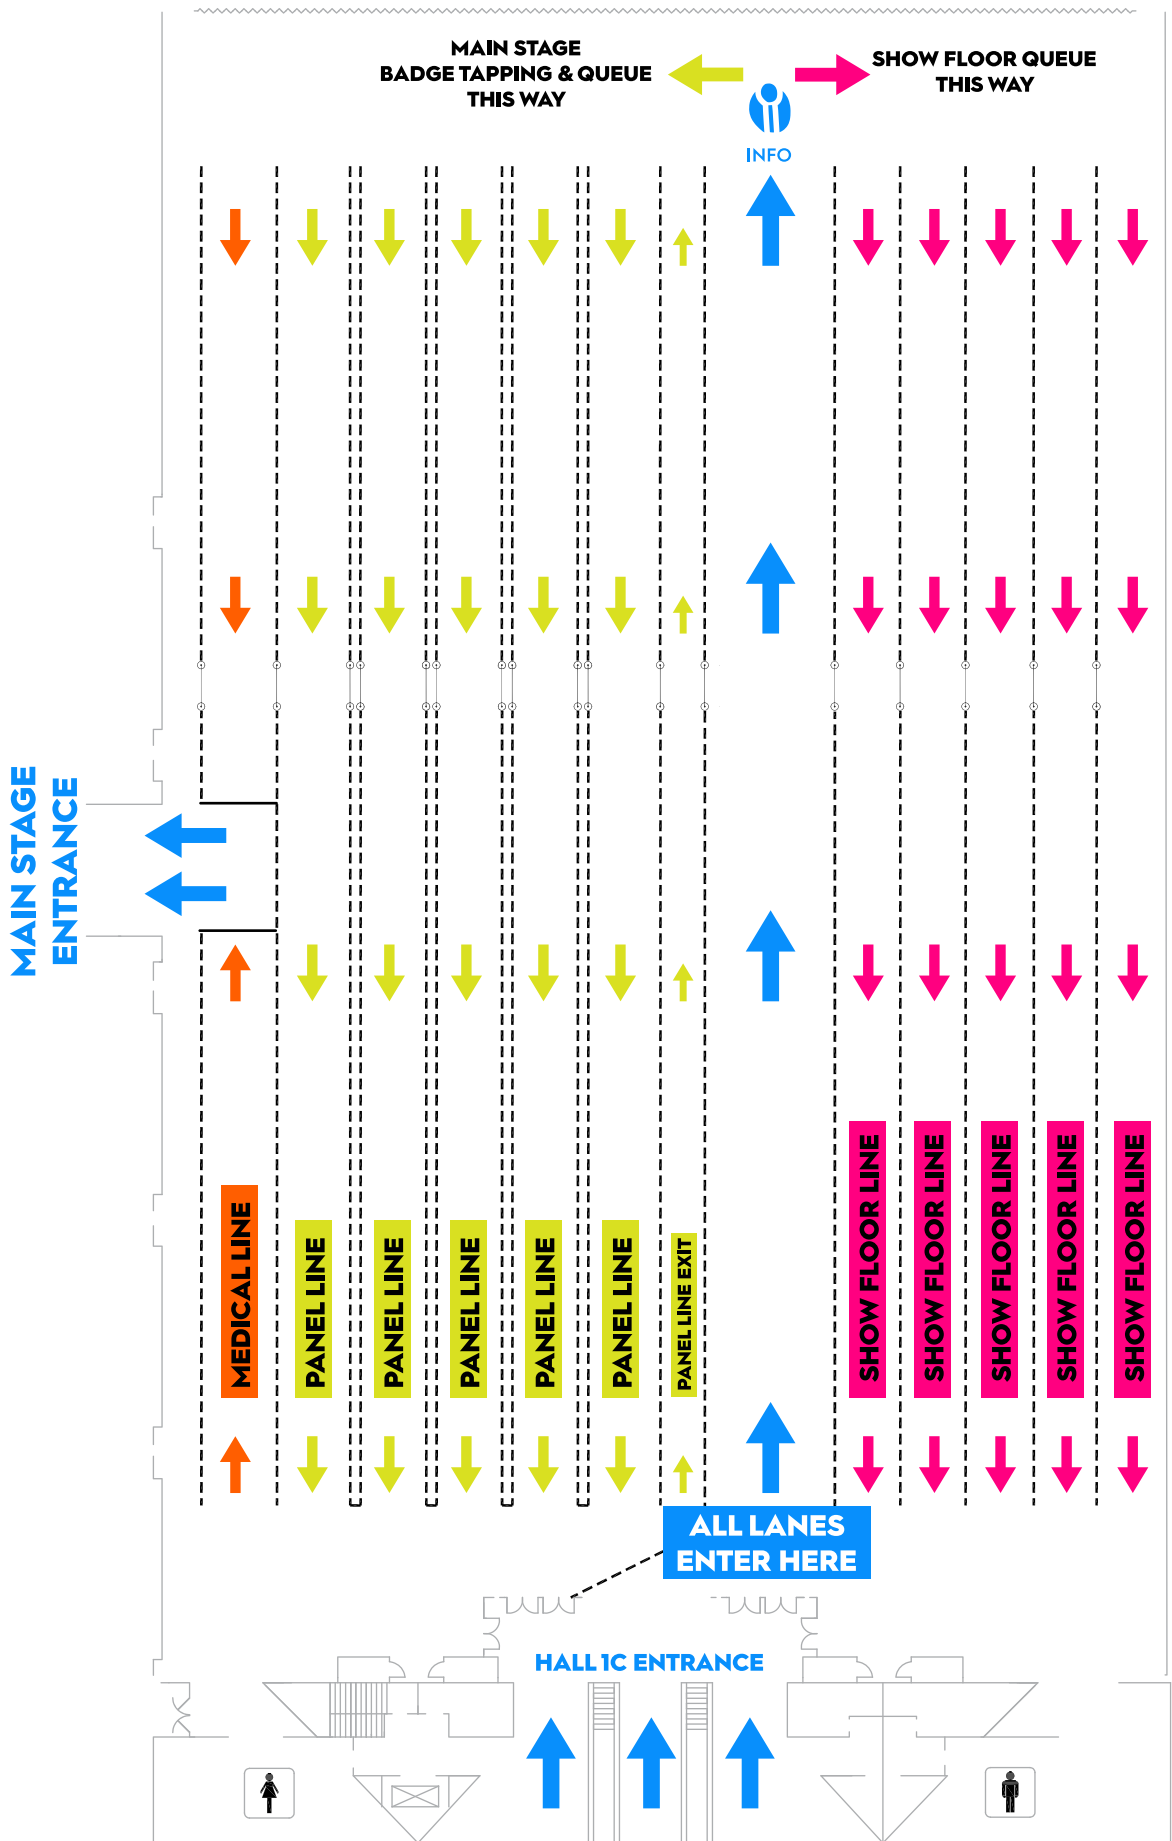 MAIN STAGE
BADGE TAPPING & QUEUE
THIS WAY
SHOW FLOOR QUEUE
THIS WAY
INFO
MAIN STAGE
ENTRANCE
MEDICAL LINE
PANEL LINE
PANEL LINE
PANEL LINE
PANEL LINE
PANEL LINE
PANEL LINE EXIT
SHOW FLOOR LINE
SHOW FLOOR LINE
SHOW FLOOR LINE
SHOW FLOOR LINE
SHOW FLOOR LINE
ALL LANES
ENTER HERE
HALL 1C ENTRANCE